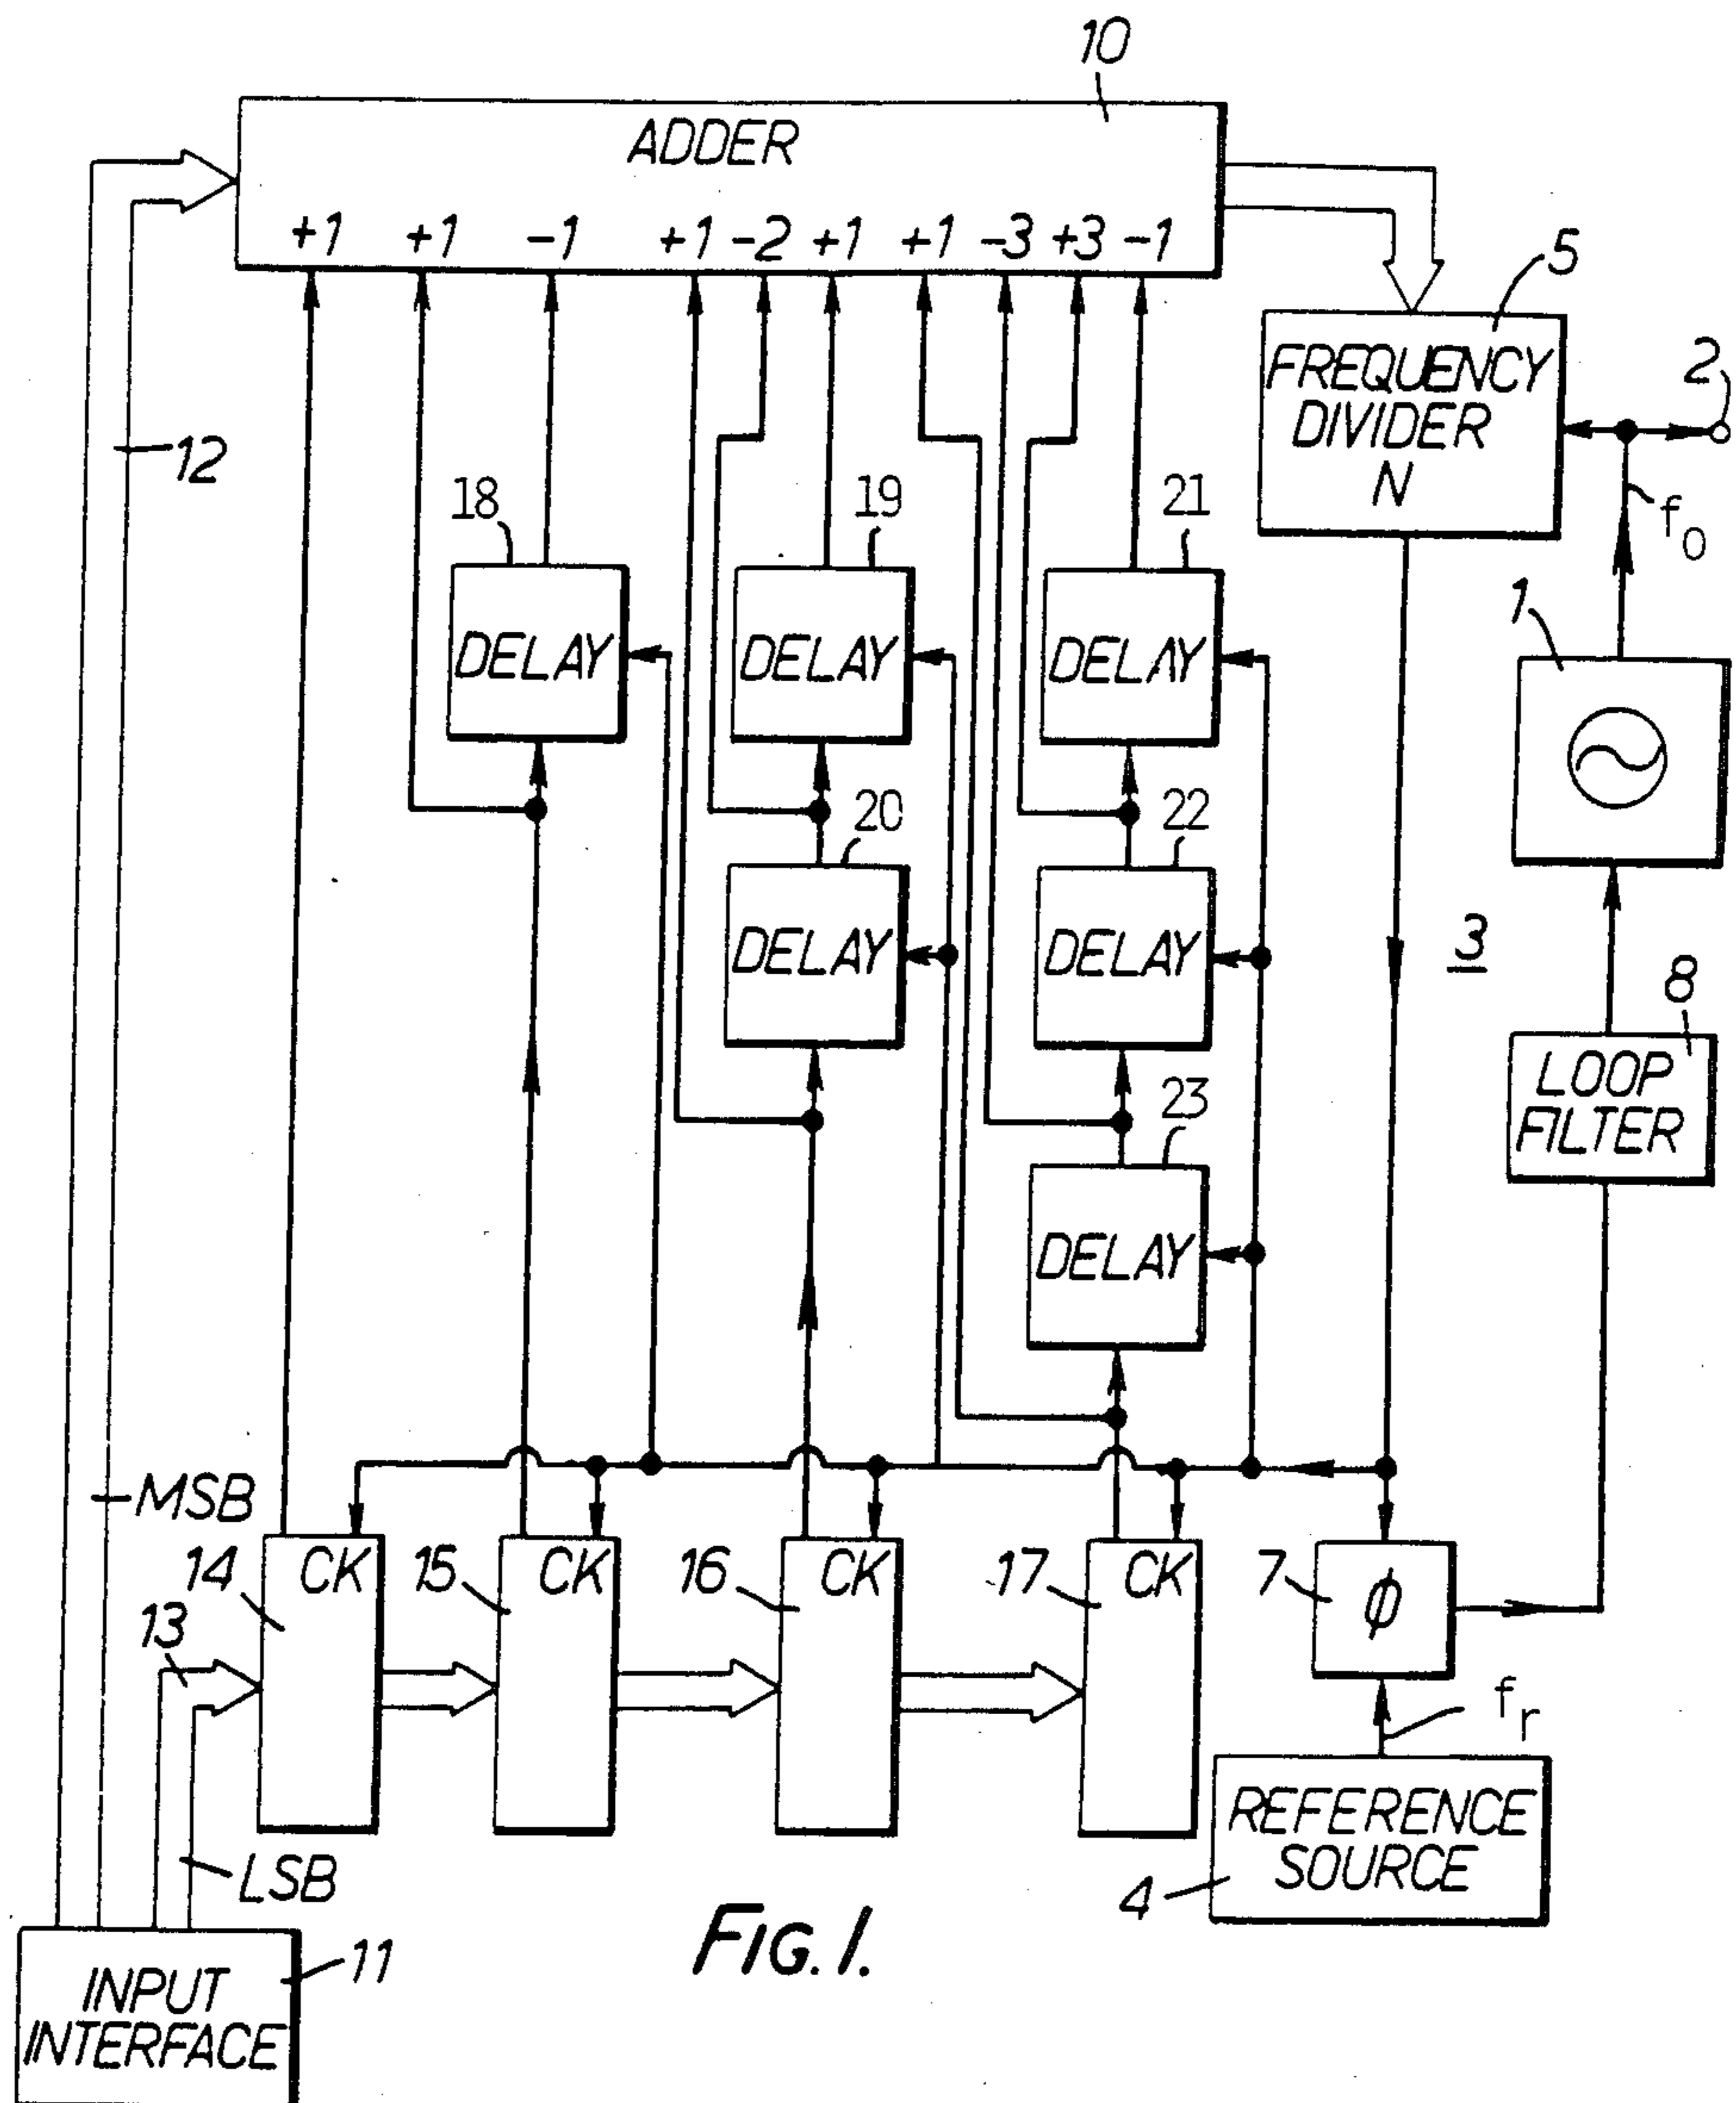 10
ADDER
+1 +1 -1 +1 -2 +1 +1 -3 +3 -1
5
FREQUENCY
DIVIDER
N
2
12
18
19
21
f0
DELAY
DELAY
DELAY
1
20
22
DELAY
DELAY
3
8
LOOP
FILTER
23
DELAY
MSB
14
CK
15
CK
16
CK
17
CK
7
φ
13
fr
LSB
REFERENCE
SOURCE
4
FIG. 1.
11
INPUT
INTERFACE